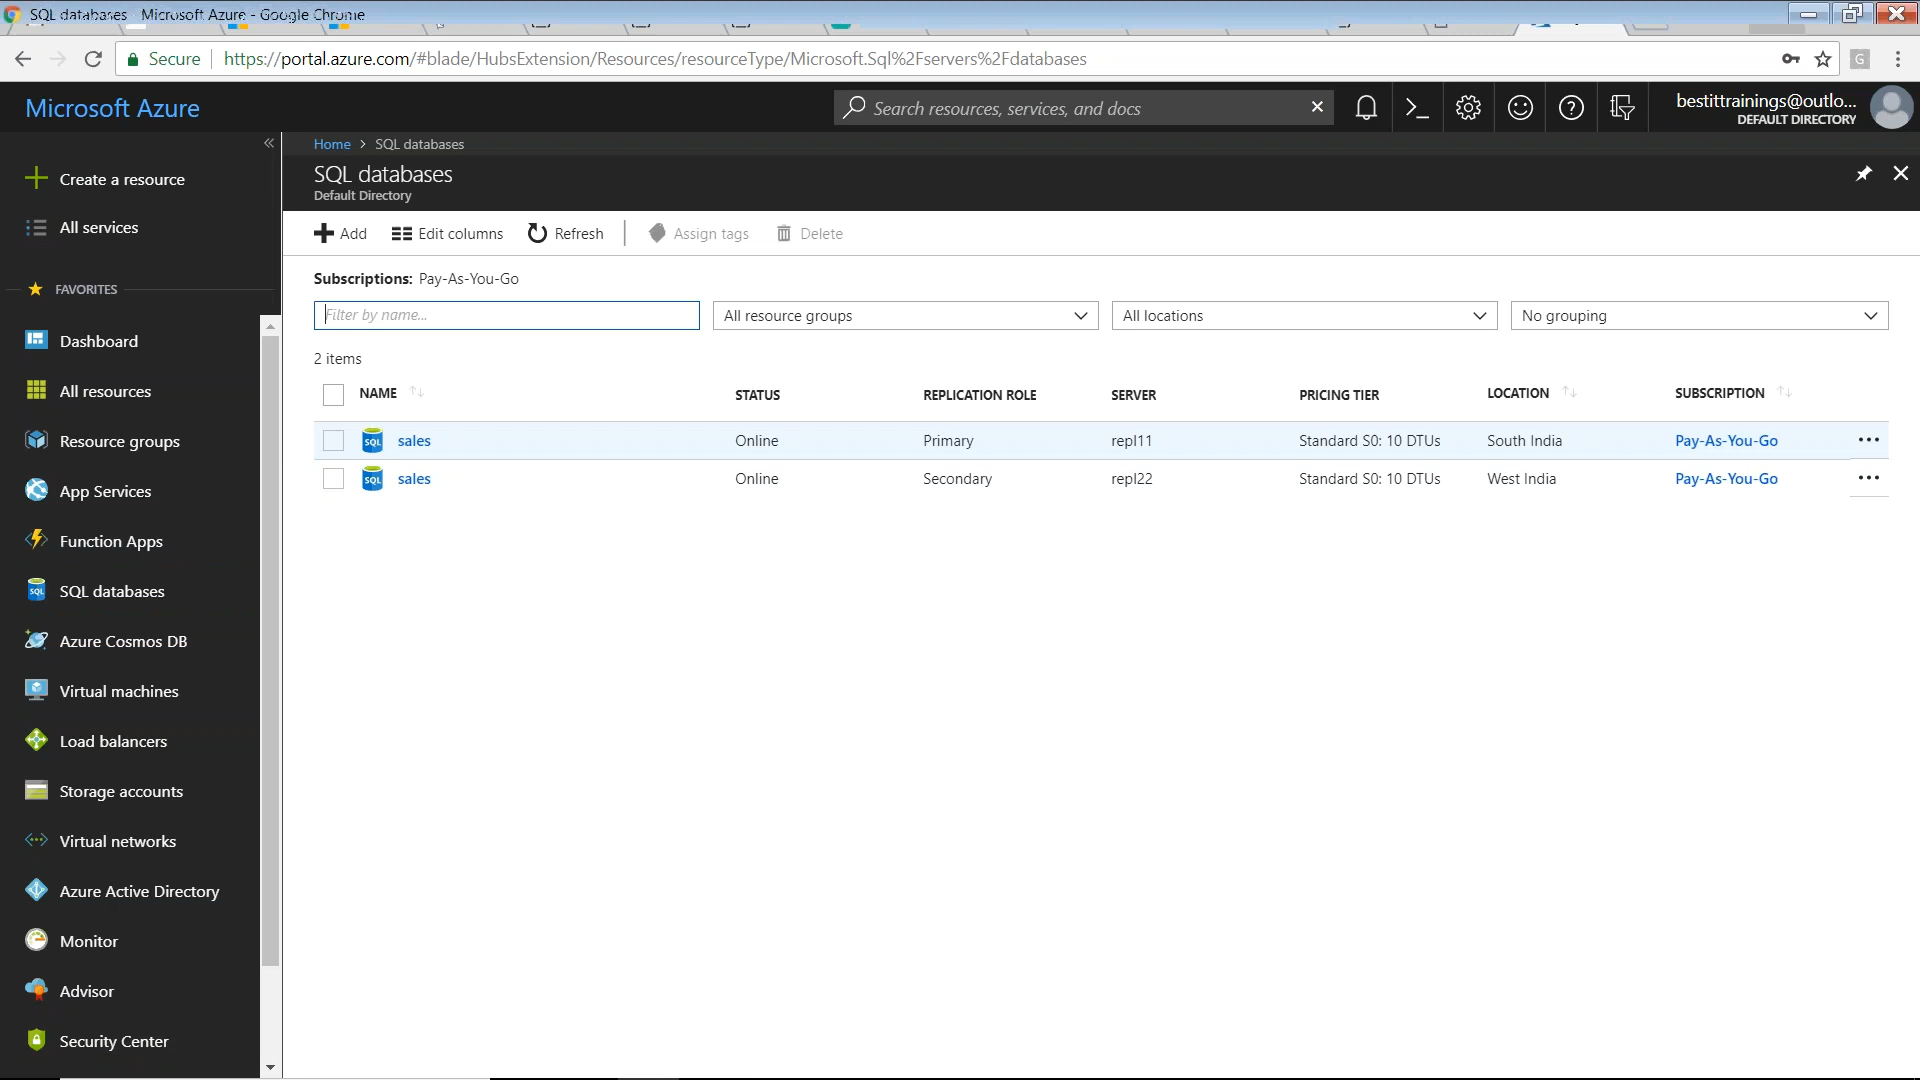 SQL databases - Microsoft Azure - Google Chrome
Secure
https://portal.azure.com/#blade/HubsExtension/Resources/resourceType/Microsoft.Sql%2Fservers%2Fdatabases
G
Microsoft Azure
Search resources, services, and docs
bestittrainings@outlo...
DEFAULT DIRECTORY
Home > SQL databases
SQL databases
Default Directory
Create a resource
All services
FAVORITES
Dashboard
All resources
Resource groups
App Services
Function Apps
SQL databases
Azure Cosmos DB
Virtual machines
Load balancers
Storage accounts
Virtual networks
Azure Active Directory
Monitor
Advisor
Security Center
Add Edit columns Refresh Assign tags Delete
Subscriptions: Pay-As-You-Go
Filter by name... All resource groups All locations No grouping
2 items
NAME STATUS REPLICATION ROLE SERVER PRICING TIER LOCATION SUBSCRIPTION
SQL sales Online Primary repl11 Standard S0: 10 DTUs South India Pay-As-You-Go
SQL sales Online Secondary repl22 Standard S0: 10 DTUs West India Pay-As-You-Go